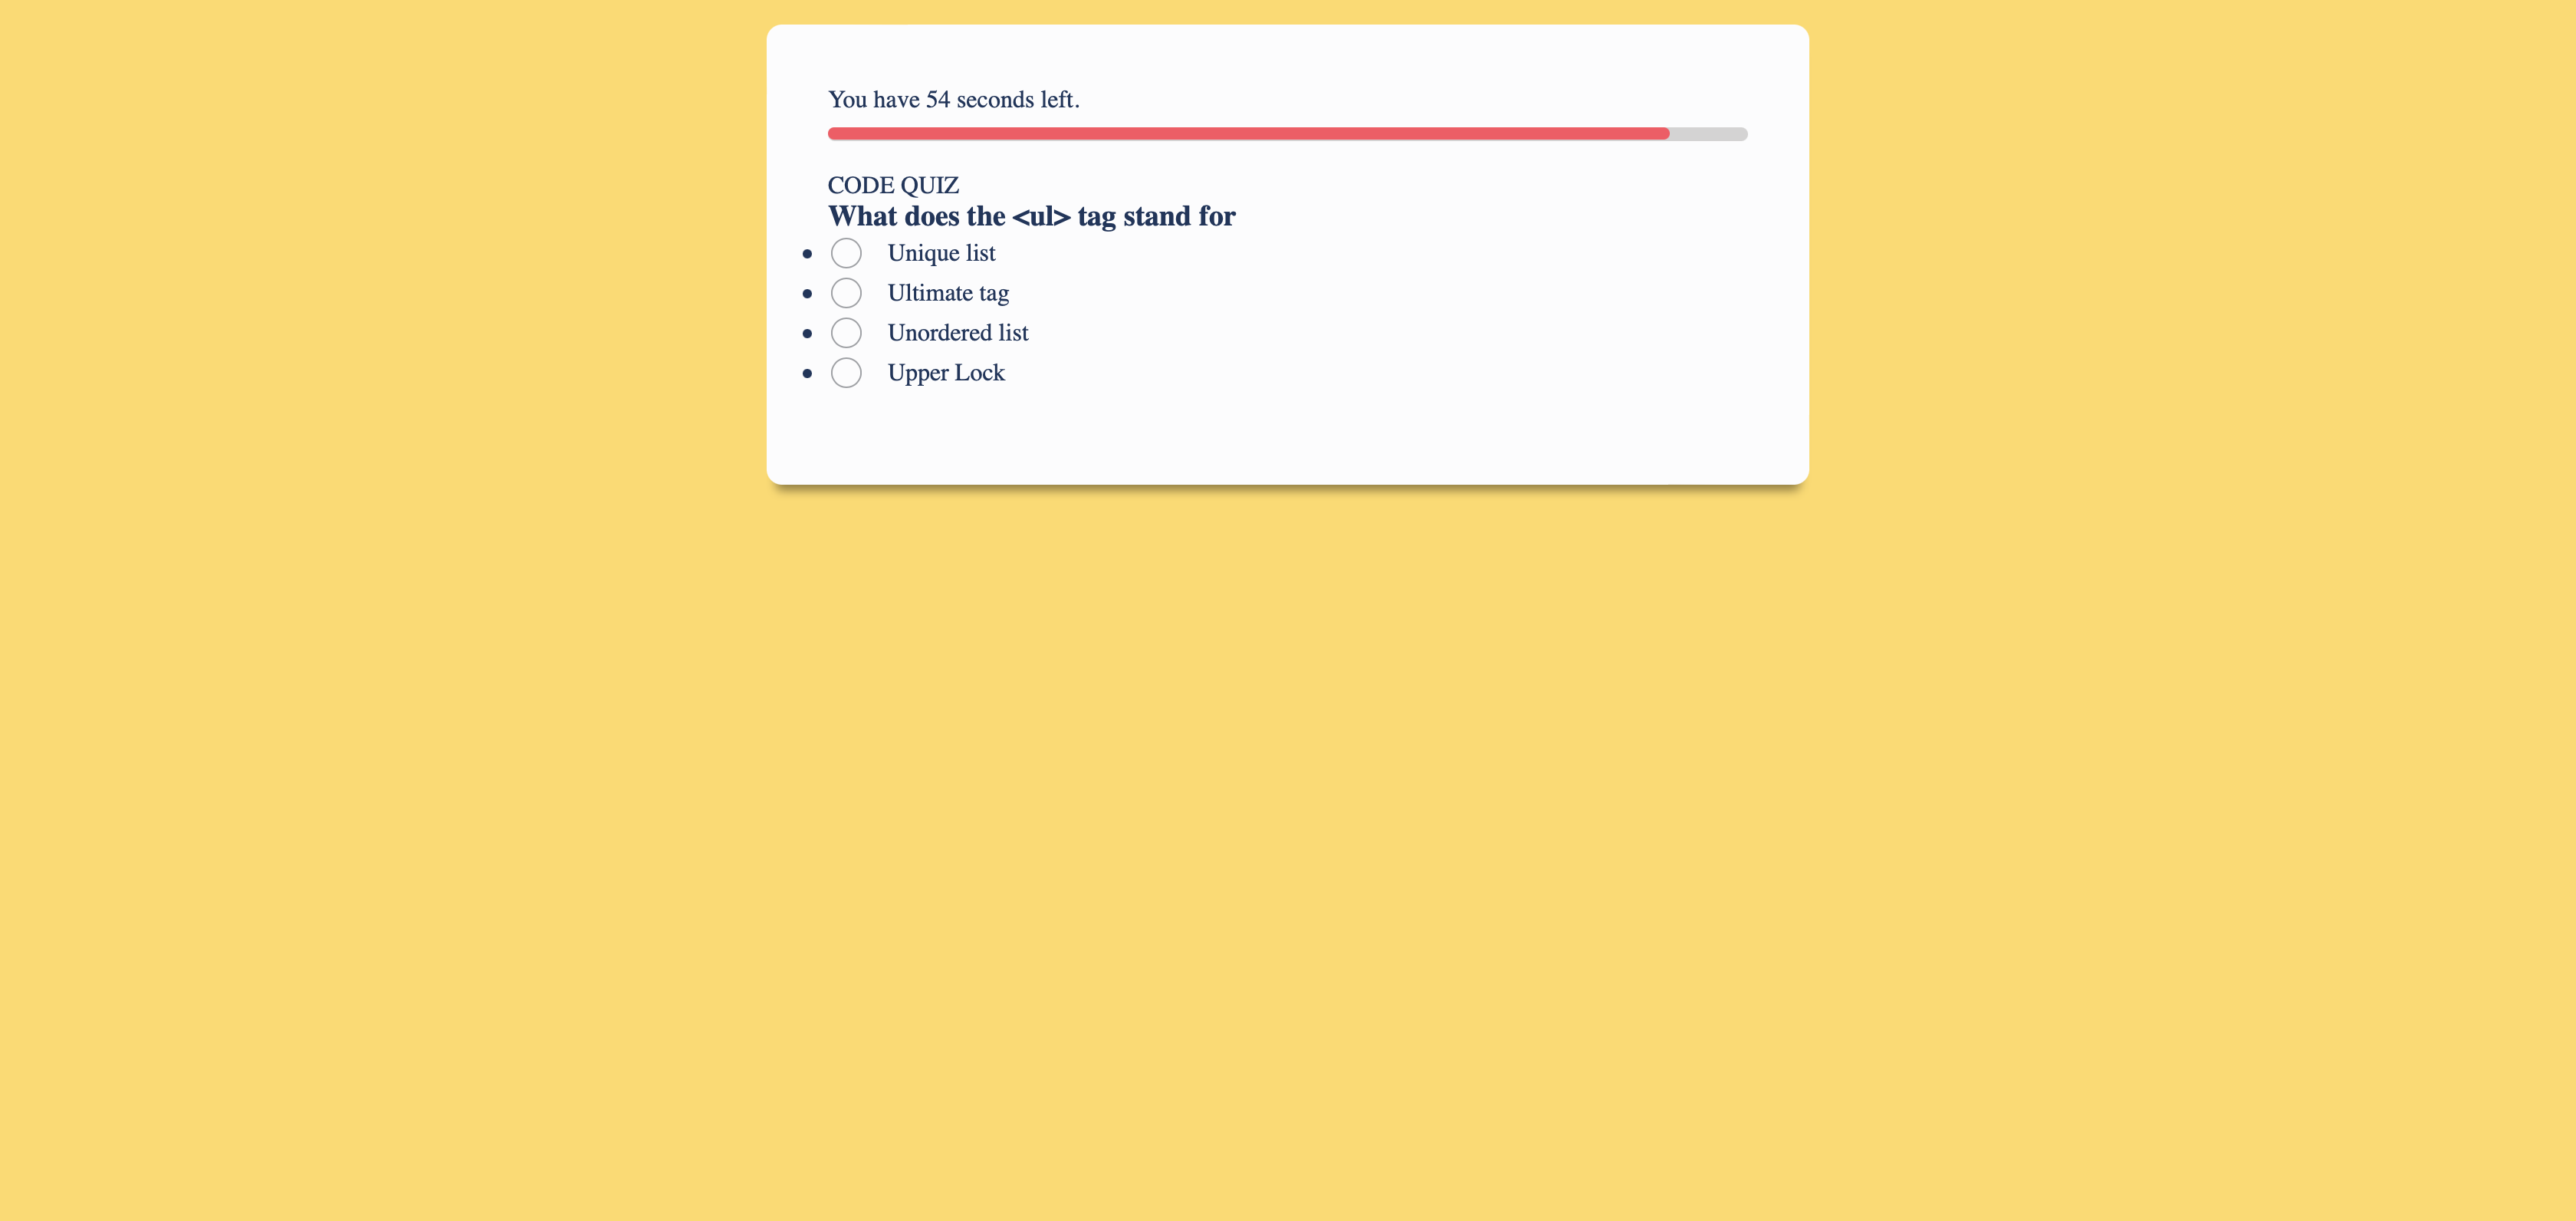 You have 54 seconds left.
CODE QUIZ
What does the <ul> tag stand for
Unique list
Ultimate tag
Unordered list
Upper Lock